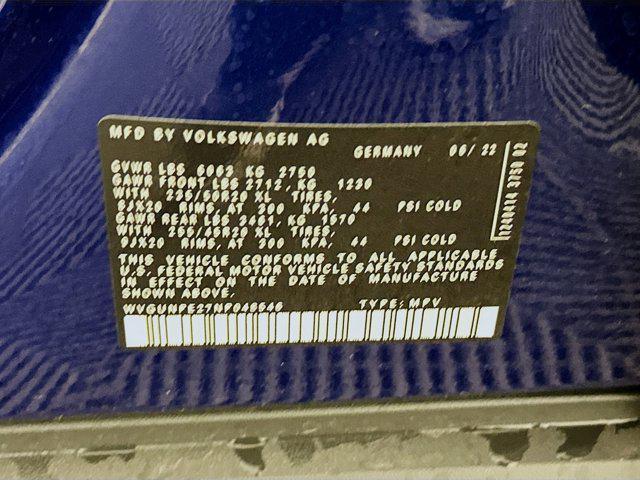 MFD BY VOLKSWAGEN AG
GERMANY 06/22
GVWR LBS 6063 KG 2750
GAWR FRONT LBS 2712, KG 1230
WITH 235/50R20 XL TIRES,
8JX20 RIMS, AT 300 KPA, 44 PSI COLD
GAWR REAR LBS 3461, KG 1570
WITH 255/45R20 XL TIRES,
9JX20 RIMS, AT 300 KPA, 44 PSI COLD
THIS VEHICLE CONFORMS TO ALL APPLICABLE
U.S. FEDERAL MOTOR VEHICLE SAFETY STANDARDS
IN EFFECT ON THE DATE OF MANUFACTURE
SHOWN ABOVE.
TYPE: MPV